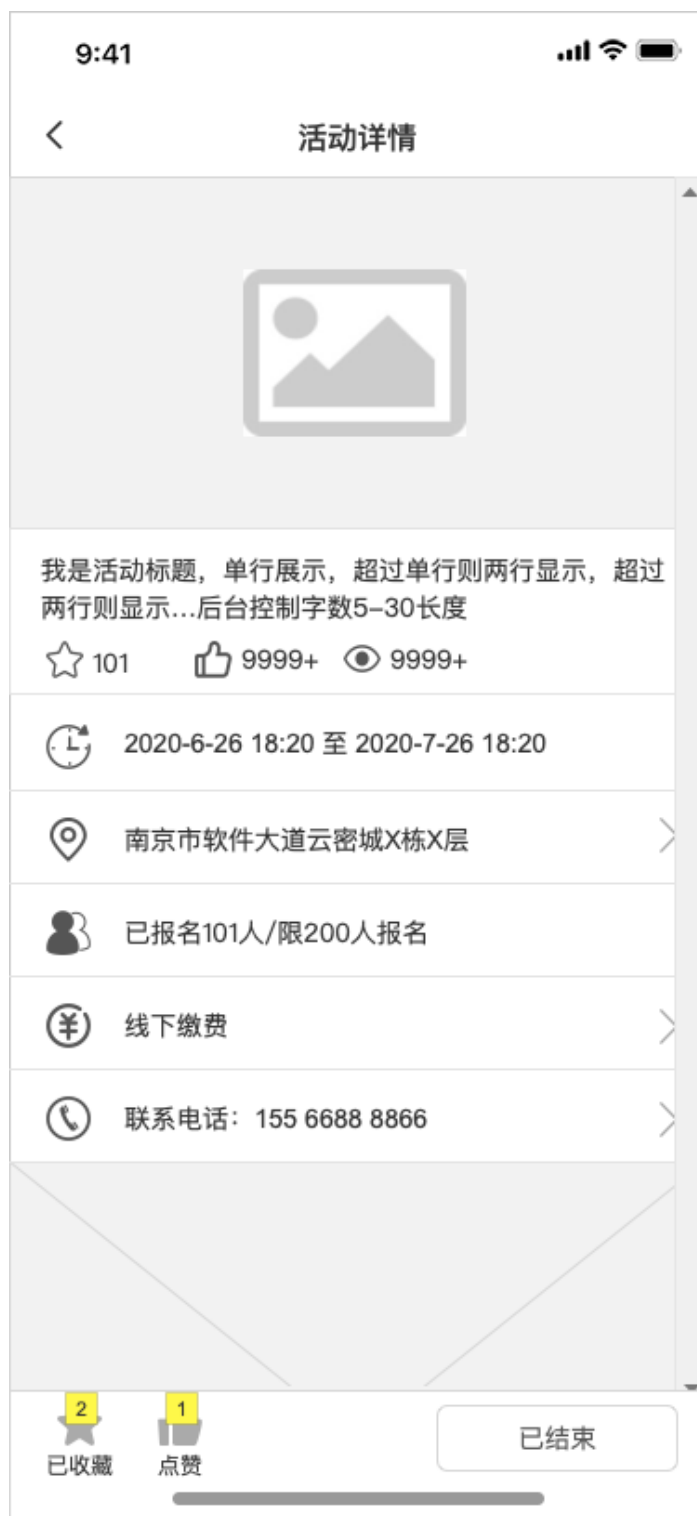 9:41
活动详情
我是活动标题，单行展示，超过单行则两行显示，超过
两行则显示...后台控制字数5-30长度
101 9999+ 9999+
2020-6-26 18:20 至 2020-7-26 18:20
南京市软件大道云密城X栋X层
已报名101人/限200人报名
线下缴费
联系电话：155 6688 8866
2 1
已收藏 点赞 已结束